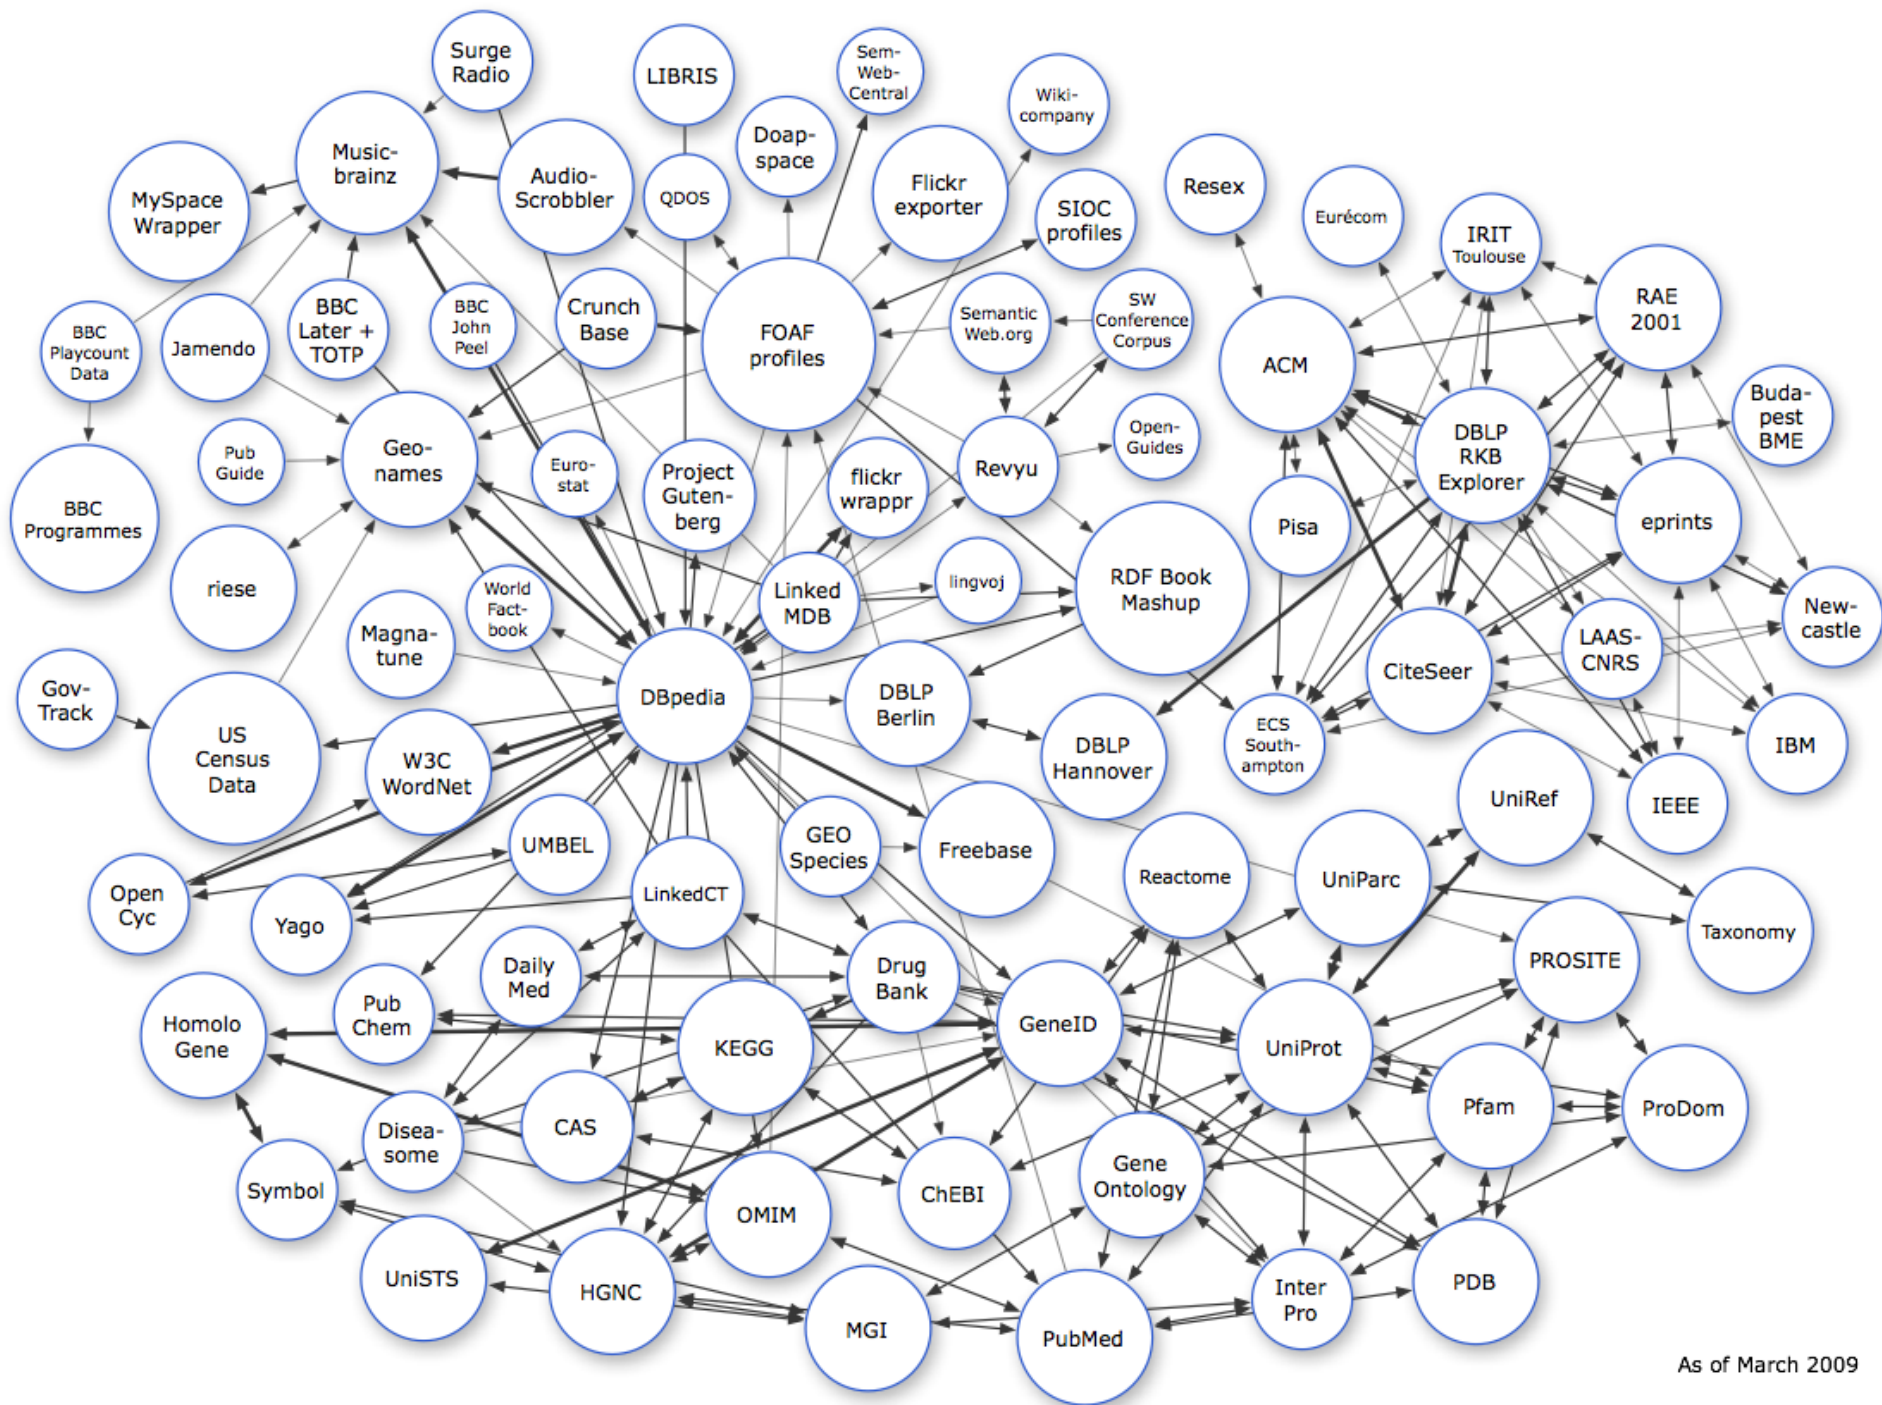 Surge
Radio
LIBRIS
Sem-
Web-
Central
Wiki-
company
Doap-
space
Music-
brainz
Audio-
Scrobbler
MySpace
Wrapper
QDOS
Flickr
exporter
SIOC
profiles
Resex
Eurécom
IRIT
Toulouse
RAE
2001
BBC
Playcount
Data
Jamendo
BBC
Later +
TOTP
BBC
John
Peel
Crunch
Base
FOAF
profiles
Semantic
Web.org
SW
Conference
Corpus
ACM
Buda-
pest
BME
Pub
Guide
Geo-
names
Euro-
stat
Project
Guten-
berg
flickr
wrappr
Revyu
Open-
Guides
DBLP
RKB
Explorer
BBC
Programmes
Pisa
eprints
riese
World
Fact-
book
Linked
MDB
lingvoj
RDF Book
Mashup
New-
castle
Magna-
tune
LAAS-
CNRS
CiteSeer
Gov-
Track
DBpedia
DBLP
Berlin
US
Census
Data
W3C
WordNet
DBLP
Hannover
ECS
South-
ampton
IBM
IEEE
UniRef
UMBEL
GEO
Species
Freebase
Reactome
UniParc
Open
Cyc
Yago
LinkedCT
Taxonomy
PROSITE
Daily
Med
Drug
Bank
Pub
Chem
Homolo
Gene
KEGG
GeneID
UniProt
Pfam
ProDom
Disea-
some
CAS
Gene
Ontology
Symbol
OMIM
ChEBI
UniSTS
HGNC
MGI
PubMed
Inter
Pro
PDB
As of March 2009